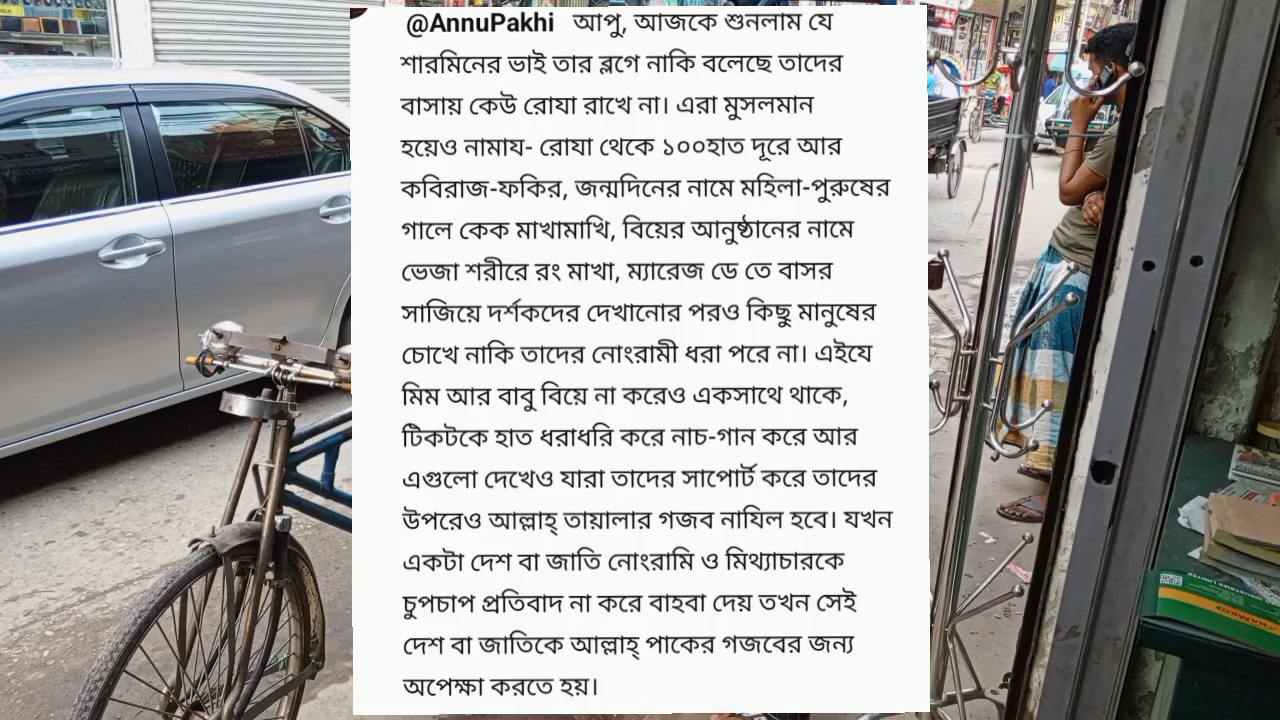 @AnnuPakhi আপু, আজকে শুনলাম যে
শারমিনের ভাই তার ব্লগে নাকি বলেছে তাদের
বাসায় কেউ রোযা রাখে না। এরা মুসলমান
হয়েও নামায- রোযা থেকে ১০০হাত দূরে আর
কবিরাজ-ফকির, জন্মদিনের নামে মহিলা-পুরুষের
গালে কেক মাখামাখি, বিয়ের আনুষ্ঠানের নামে
ভেজা শরীরে রং মাখা, ম্যারেজ ডে তে বাসর
সাজিয়ে দর্শকদের দেখানোর পরও কিছু মানুষের
চোখে নাকি তাদের নোংরামী ধরা পরে না। এইযে
মিম আর বাবু বিয়ে না করেও একসাথে থাকে,
টিকটকে হাত ধরাধরি করে নাচ-গান করে আর
এগুলো দেখেও যারা তাদের সাপোর্ট করে তাদের
উপরেও আল্লাহ্ তায়ালার গজব নাযিল হবে। যখন
একটা দেশ বা জাতি নোংরামি ও মিথ্যাচারকে
চুপচাপ প্রতিবাদ না করে বাহবা দেয় তখন সেই
দেশ বা জাতিকে আল্লাহ্ পাকের গজবের জন্য
অপেক্ষা করতে হয়।